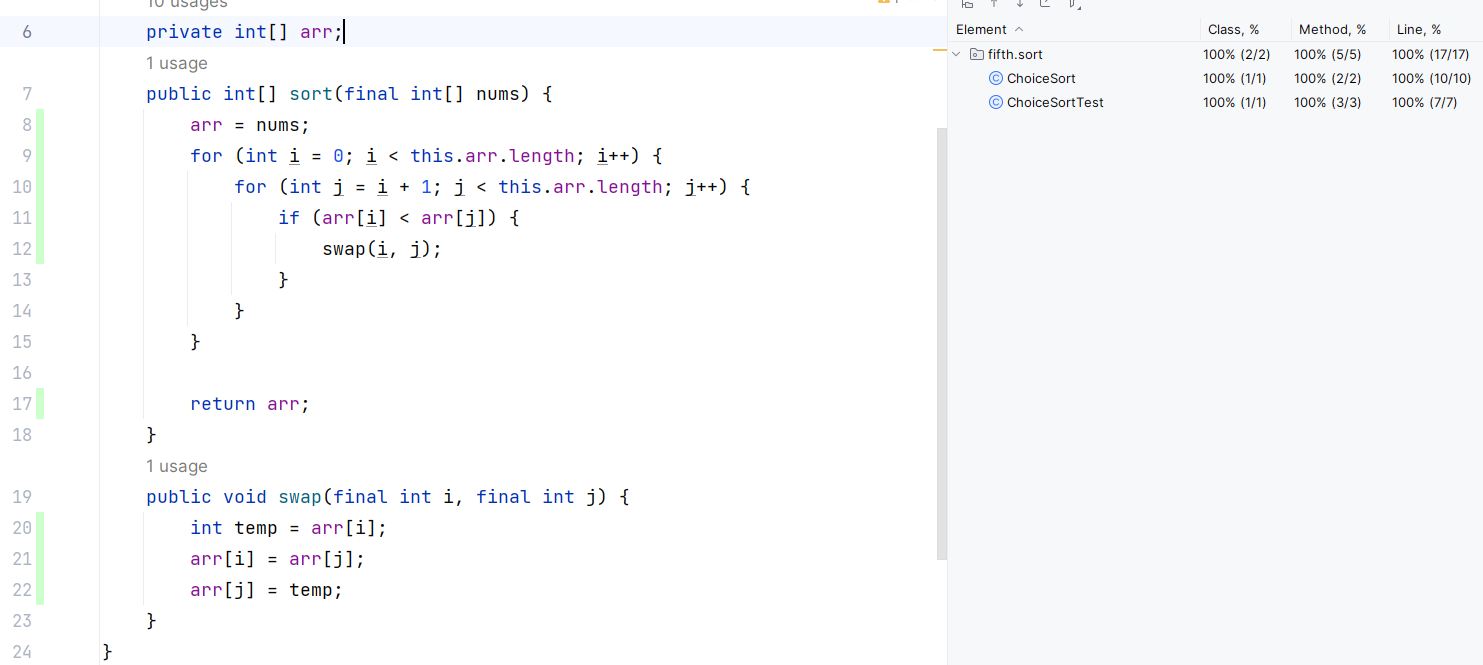 10 usages
6 private int[] arr;
1 usage
7 public int[] sort(final int[] nums) {
8 arr = nums;
9 for (int i = 0; i < this.arr.length; i++) {
10 for (int j = i + 1; j < this.arr.length; j++) {
11 if (arr[i] < arr[j]) {
12 swap(i, j);
13 }
14 }
15 }
16
17 return arr;
18 }
1 usage
19 public void swap(final int i, final int j) {
20 int temp = arr[i];
21 arr[i] = arr[j];
22 arr[j] = temp;
23 }
24 }
Element Class, % Method, % Line, %
fifth.sort 100% (2/2) 100% (5/5) 100% (17/17)
ChoiceSort 100% (1/1) 100% (2/2) 100% (10/10)
ChoiceSortTest 100% (1/1) 100% (3/3) 100% (7/7)